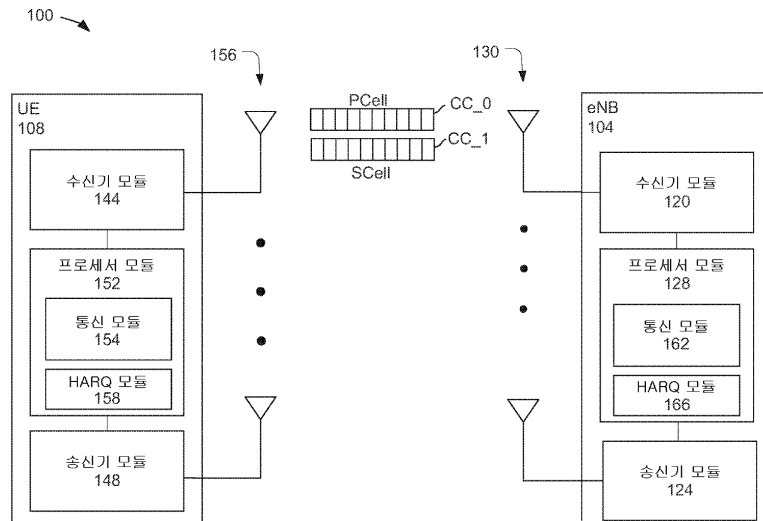 100
156
130
PCell
CC_0
CC_1
SCell
UE
108
수신기 모듈
144
프로세서 모듈
152
통신 모듈
154
HARQ 모듈
158
송신기 모듈
148
eNB
104
수신기 모듈
120
프로세서 모듈
128
통신 모듈
162
HARQ 모듈
166
송신기 모듈
124